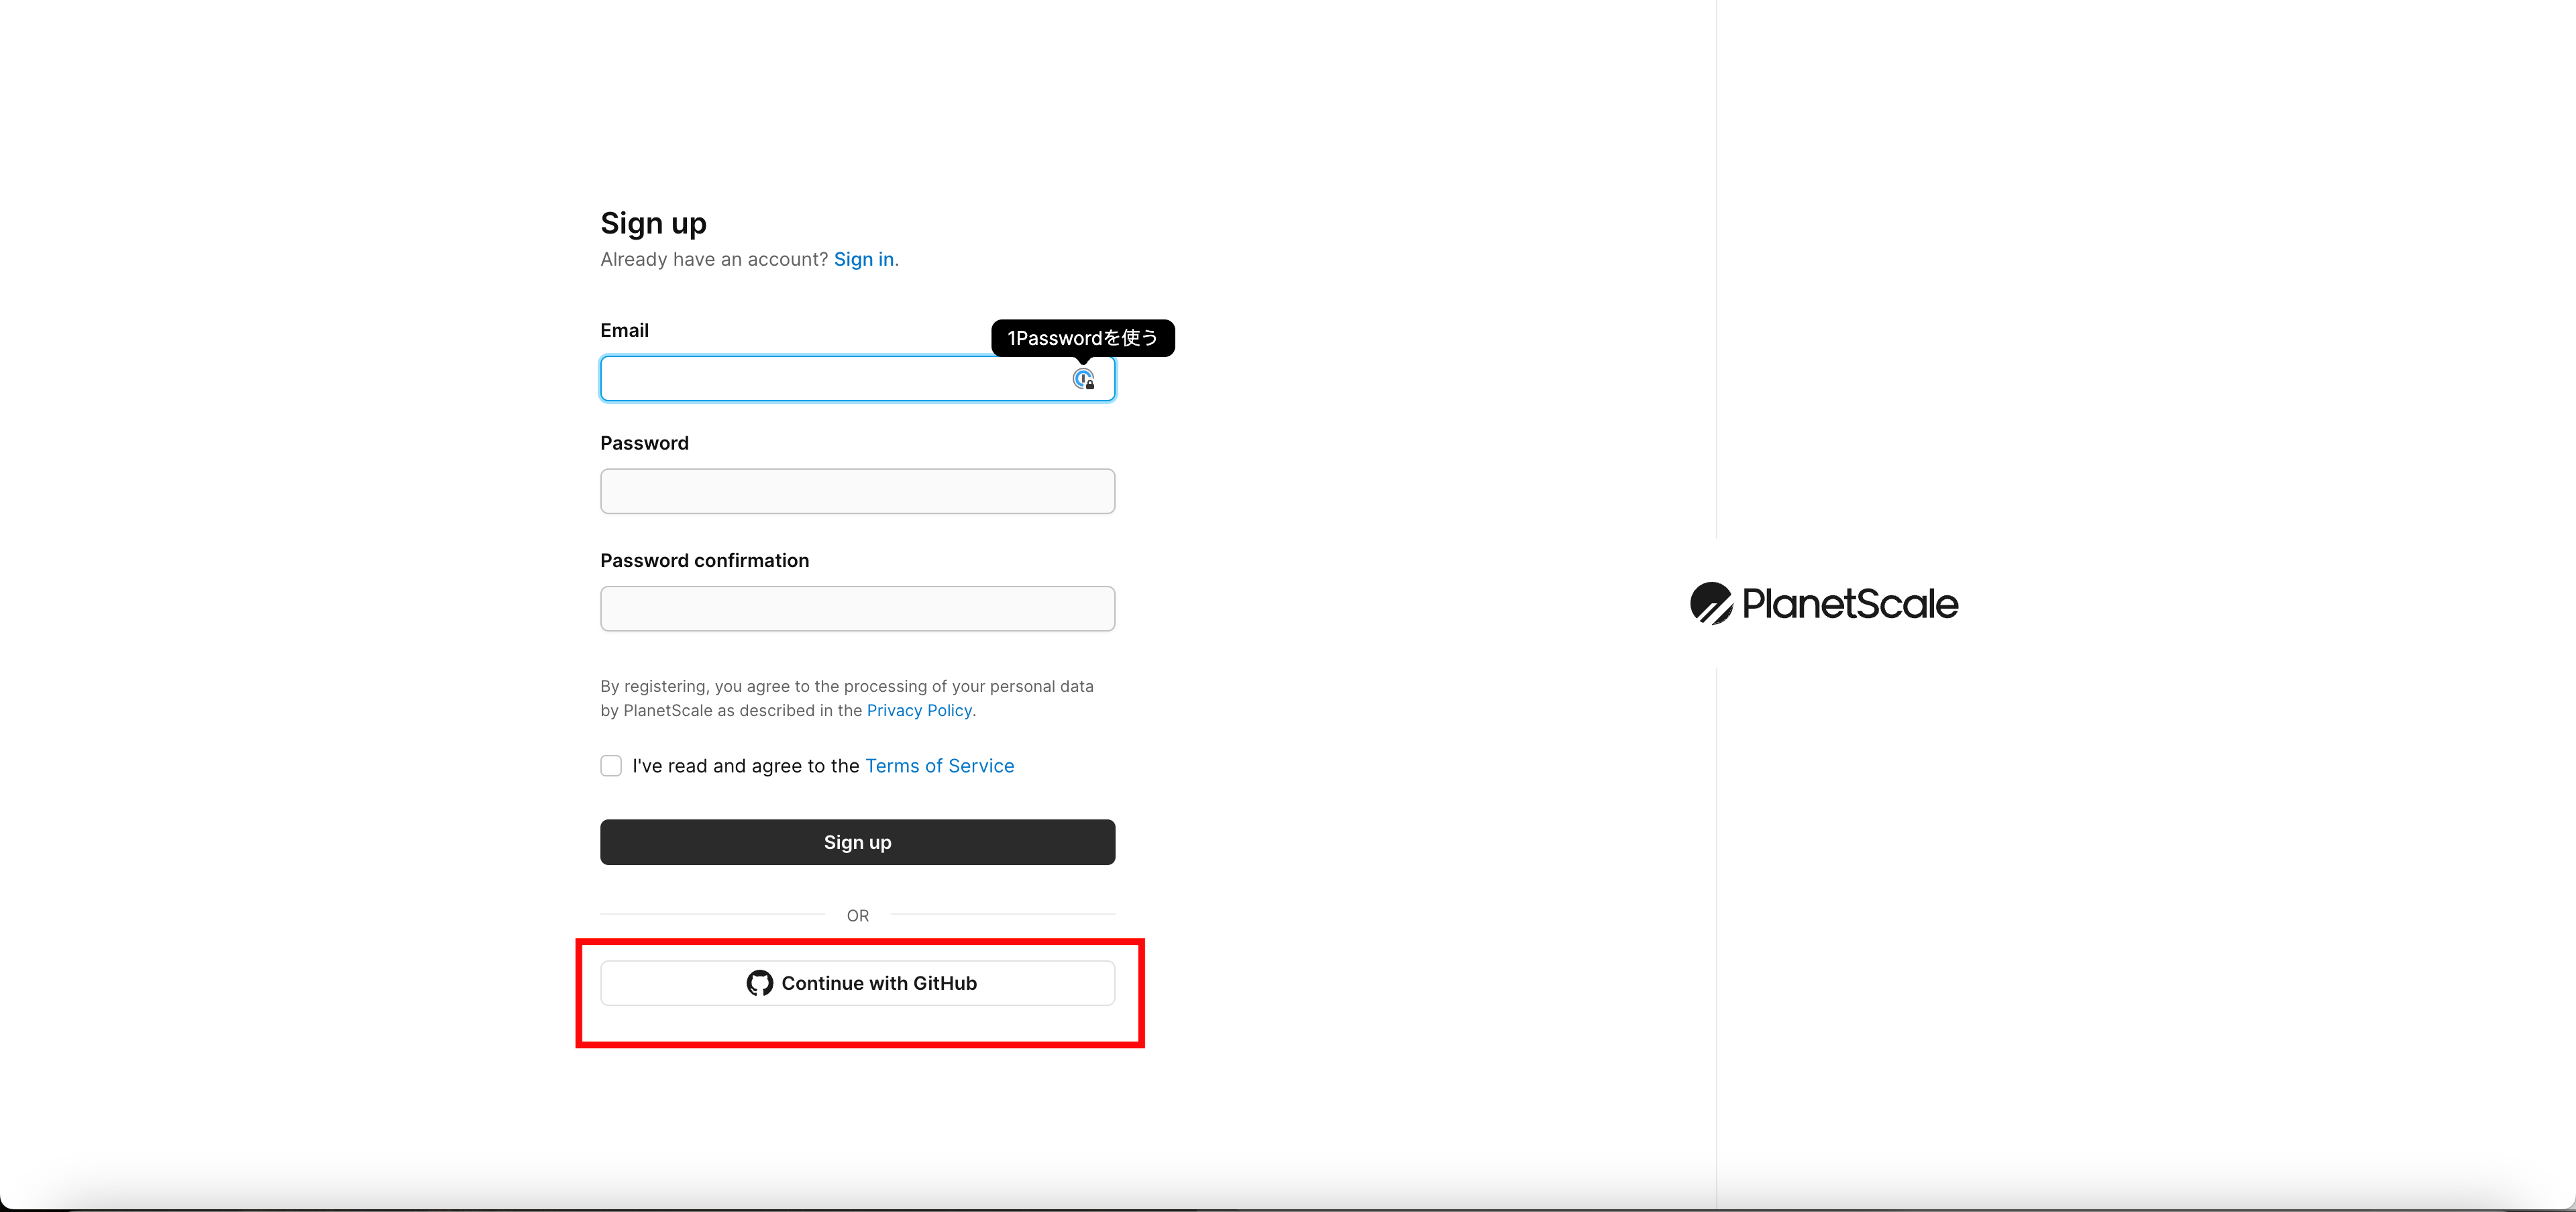 Sign up
Already have an account? Sign in.
Email
1Passwordを使う
Password
Password confirmation
By registering, you agree to the processing of your personal data
by PlanetScale as described in the Privacy Policy.
I've read and agree to the Terms of Service
Sign up
OR
Continue with GitHub
PlanetScale